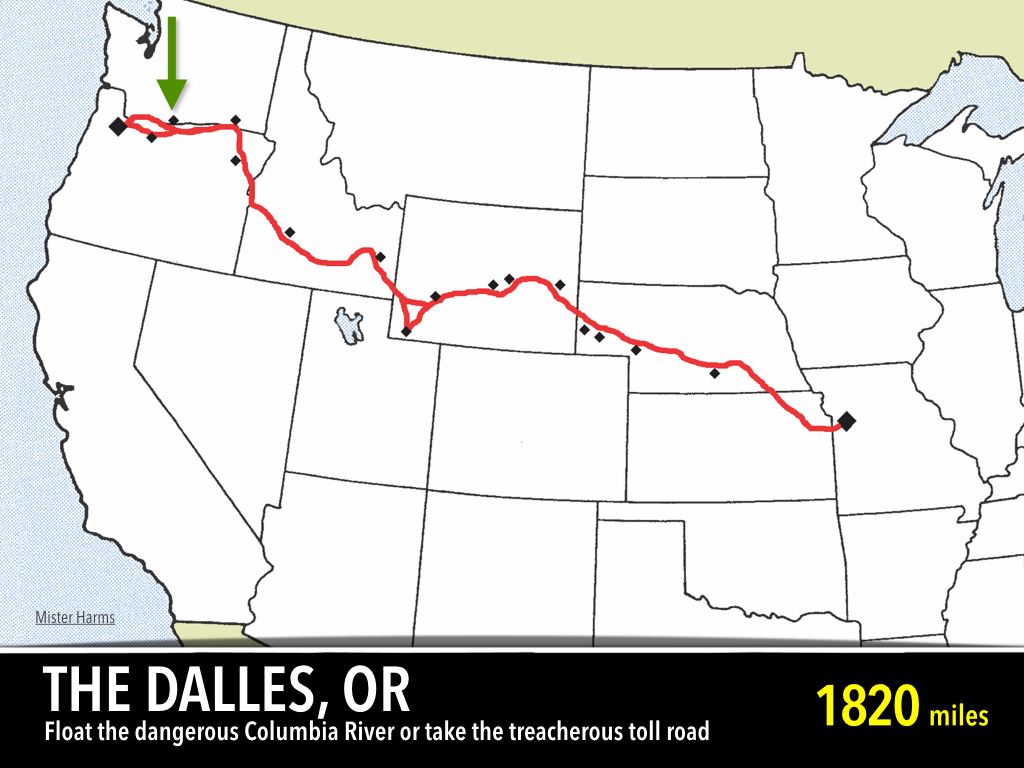 Mister Harms
THE DALLES, OR
Float the dangerous Columbia River or take the treacherous toll road
1820 miles